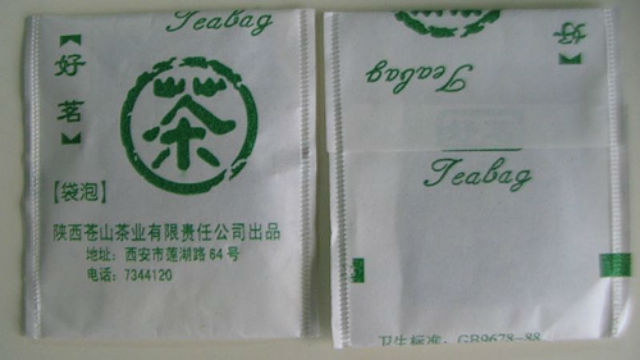 Teabag
【好茗】
茶
【袋泡】
陕西苍山茶业有限责任公司出品
地址: 西安市莲湖路64号
电话: 7344120
好
Teabag
Teabag
卫生标准: GB9678-88